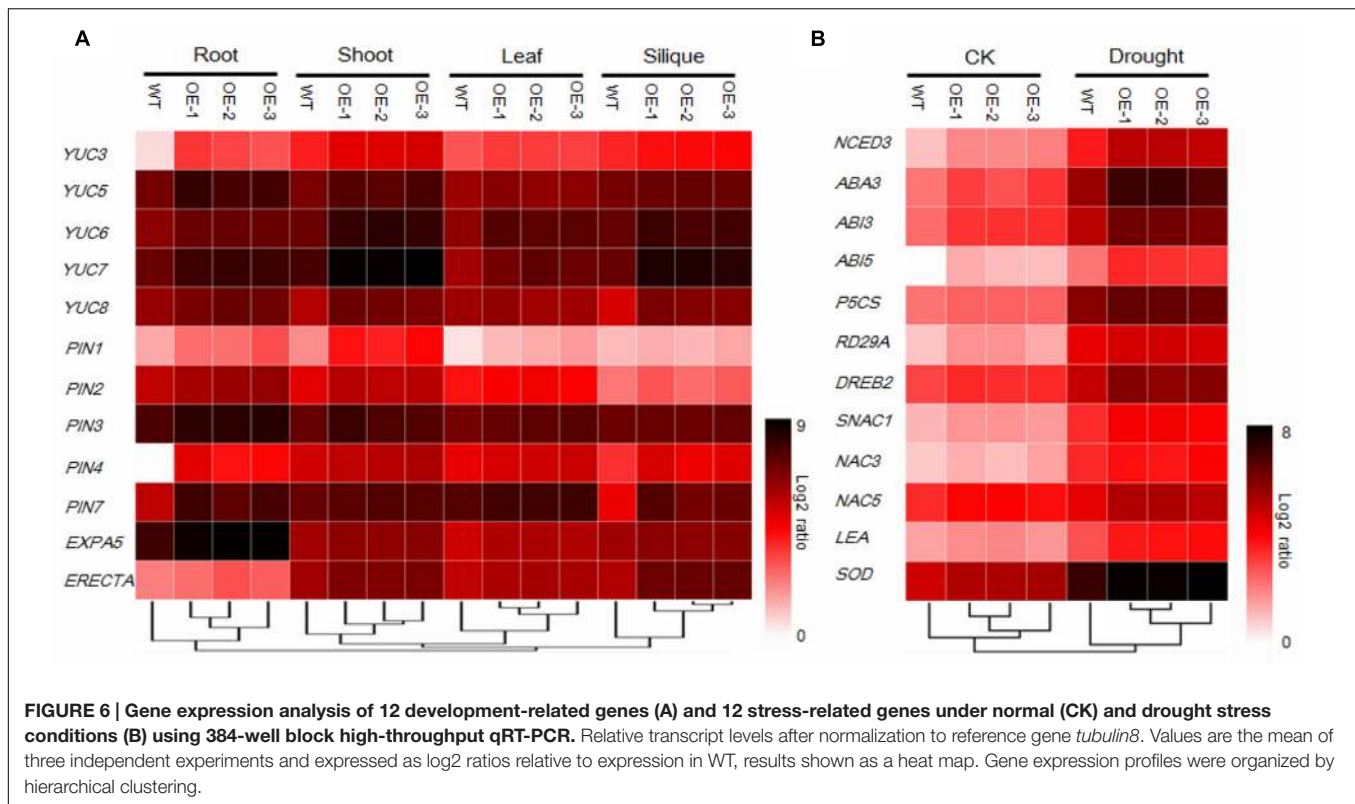 A
Root Shoot Leaf Silique
WT OE-1 OE-2 OE-3 WT OE-1 OE-2 OE-3 WT OE-1 OE-2 OE-3 WT OE-1 OE-2 OE-3
YUC3
YUC5
YUC6
YUC7
YUC8
PIN1
PIN2
PIN3
PIN4
PIN7
EXPA5
ERECTA
9
Log2 ratio
0
B
CK Drought
WT OE-1 OE-2 OE-3 WT OE-1 OE-2 OE-3
NCED3
ABA3
ABI3
ABI5
P5CS
RD29A
DREB2
SNAC1
NAC3
NAC5
LEA
SOD
8
Log2 ratio
0
FIGURE 6 | Gene expression analysis of 12 development-related genes (A) and 12 stress-related genes under normal (CK) and drought stress
conditions (B) using 384-well block high-throughput qRT-PCR. Relative transcript levels after normalization to reference gene tubulin8. Values are the mean of
three independent experiments and expressed as log2 ratios relative to expression in WT, results shown as a heat map. Gene expression profiles were organized by
hierarchical clustering.